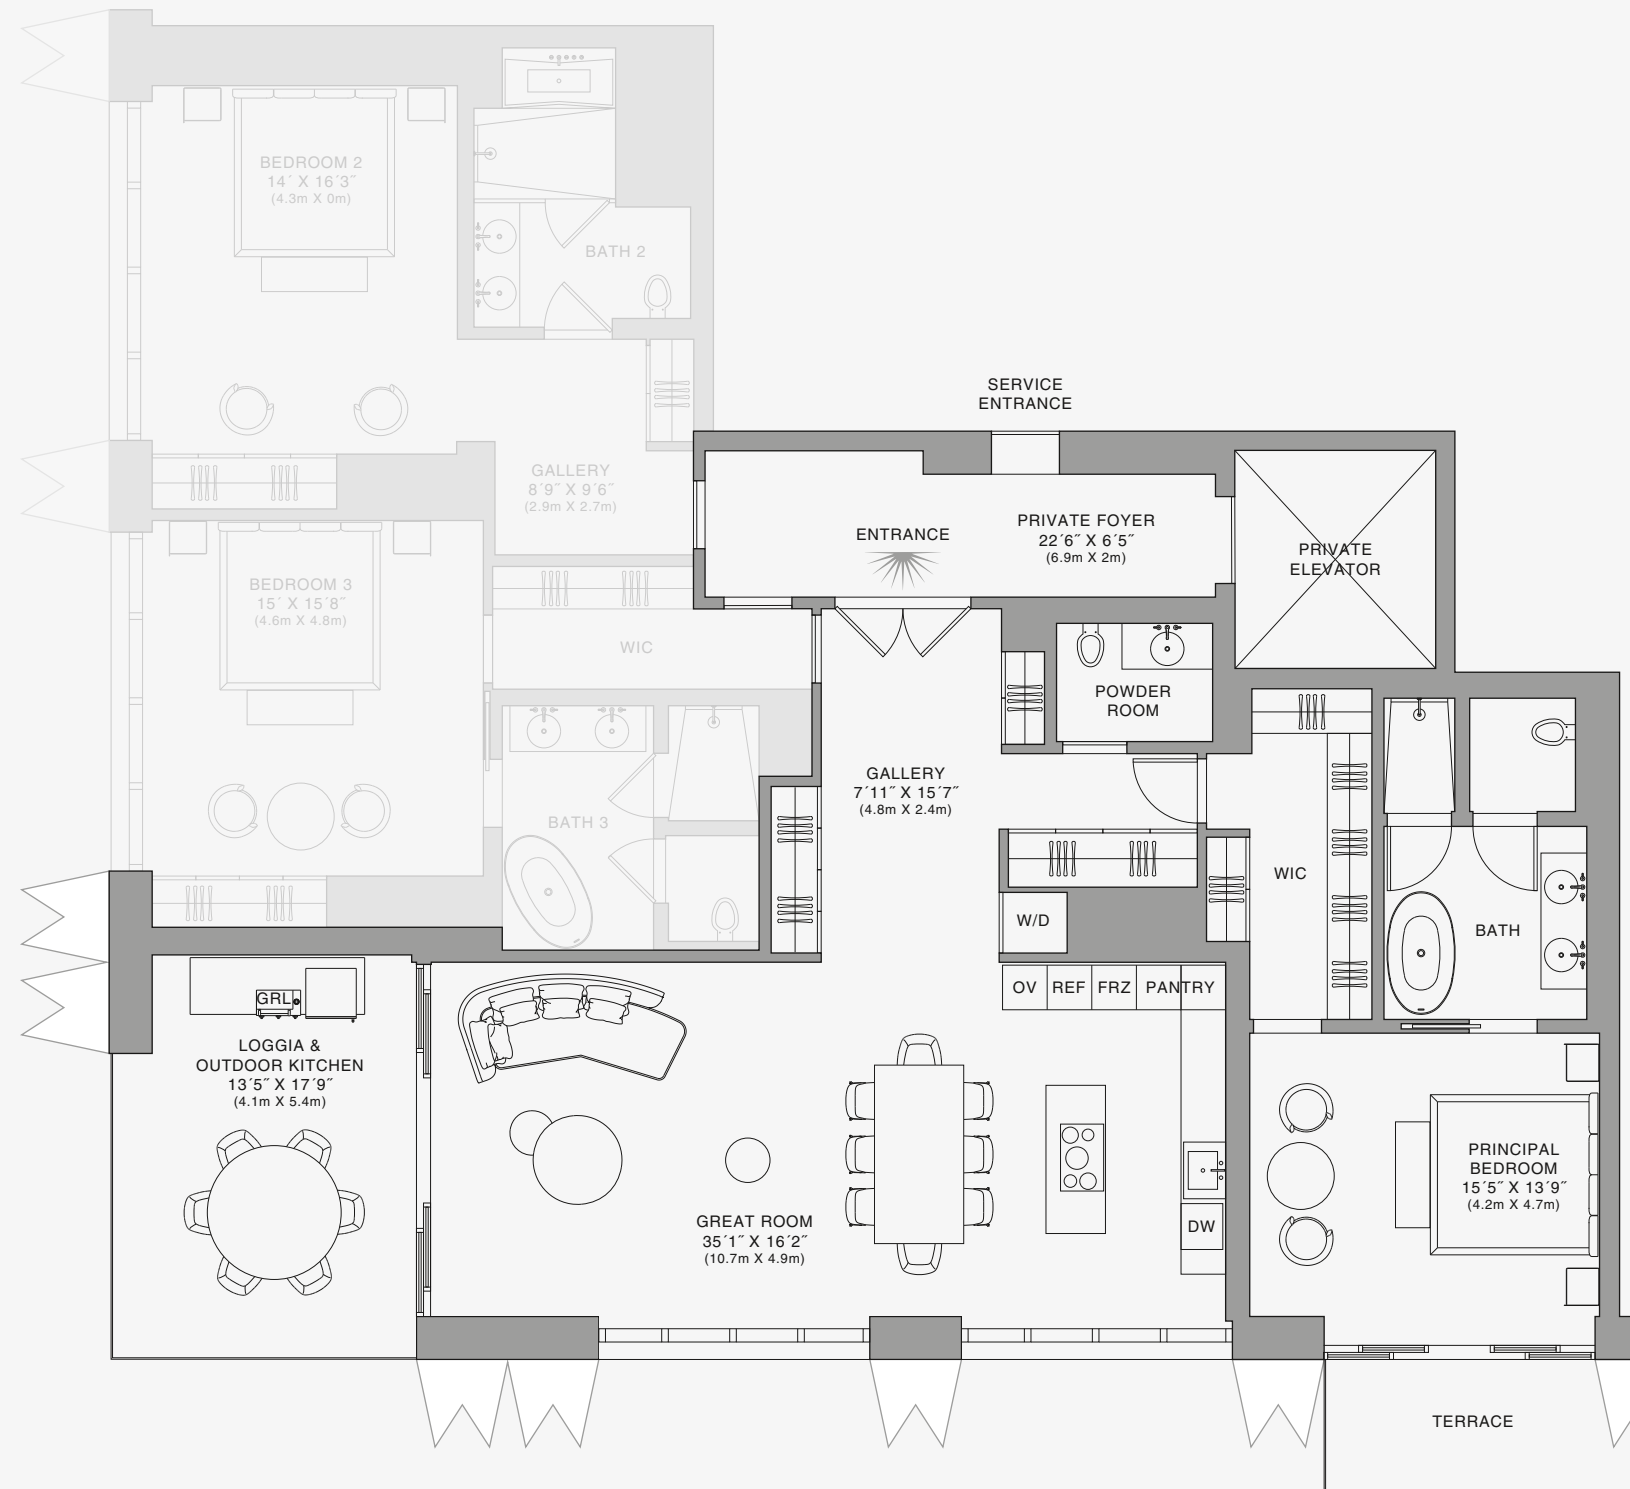 BEDROOM 2
14´ X 16´3˝
(4.3m X 0m)
BATH 2
SERVICE
ENTRANCE
GALLERY
8´9˝ X 9´6˝
(2.9m X 2.7m)
ENTRANCE
PRIVATE FOYER
22´6˝ X 6´5˝
(6.9m X 2m)
PRIVATE
ELEVATOR
BEDROOM 3
15´ X 15´8˝
(4.6m X 4.8m)
WIC
POWDER
ROOM
GALLERY
7´11˝ X 15´7˝
(4.8m X 2.4m)
BATH 3
WIC
W/D
BATH
OV
REF
FRZ
PANTRY
GRL
LOGGIA &
OUTDOOR KITCHEN
13´5˝ X 17´9˝
(4.1m X 5.4m)
PRINCIPAL
BEDROOM
15´5˝ X 13´9˝
(4.2m X 4.7m)
GREAT ROOM
35´1˝ X 16´2˝
(10.7m X 4.9m)
DW
TERRACE